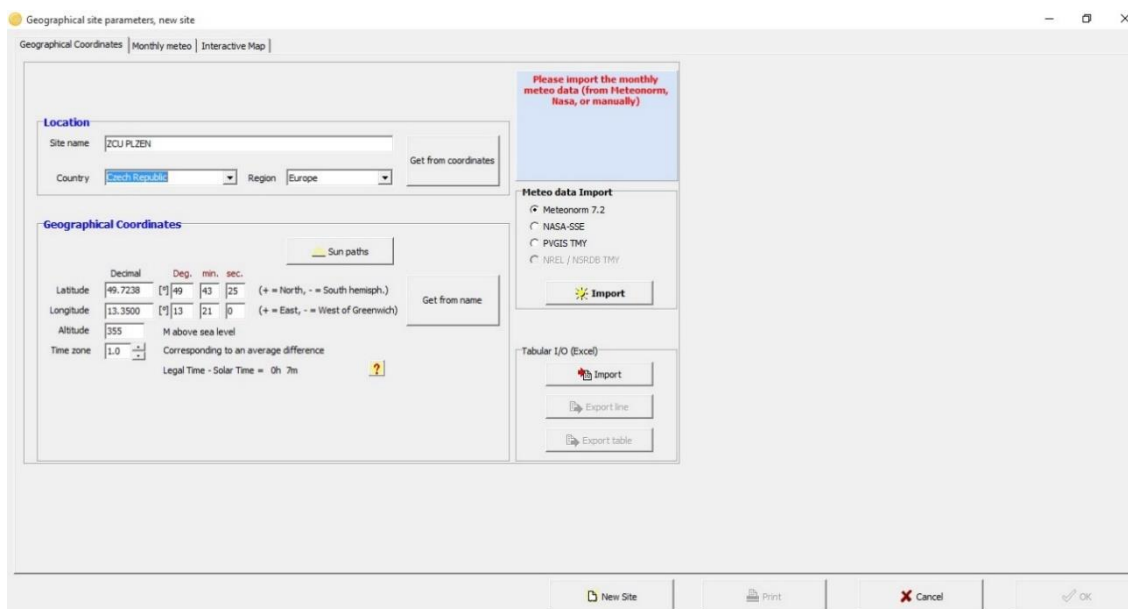 Geographical site parameters, new site
Geographical Coordinates Monthly meteo Interactive Map
Please import the monthly
meteo data (from Meteonorm,
Nasa, or manually)
Location
Site name ZCU PLZEN
Get from coordinates
Country Czech Republic Region Europe
Meteo data Import
Meteonorm 7.2
NASA-SSE
PVGIS TMY
NREL / NSRDB TMY
Import
Geographical Coordinates
Sun paths
Decimal Deg. min. sec.
Latitude 49.7238 [°] 49 43 25 (+ = North, - = South hemisph.)
Get from name
Longitude 13.3500 [°] 13 21 0 (+ = East, - = West of Greenwich)
Altitude 355 M above sea level
Time zone 1.0 Corresponding to an average difference
Legal Time - Solar Time = 0h 7m ?
Tabular I/O (Excel)
Import
Export line
Export table
New Site Print Cancel OK